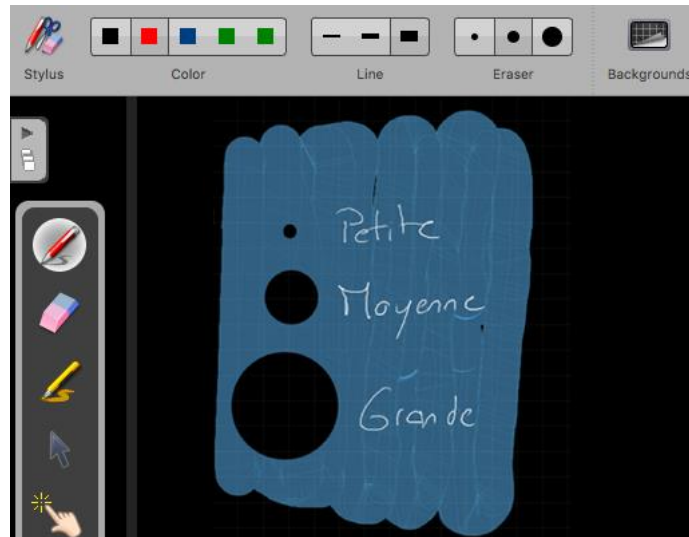 Stylus
Color
Line
Eraser
Backgrounds
Petite
Moyenne
Grande